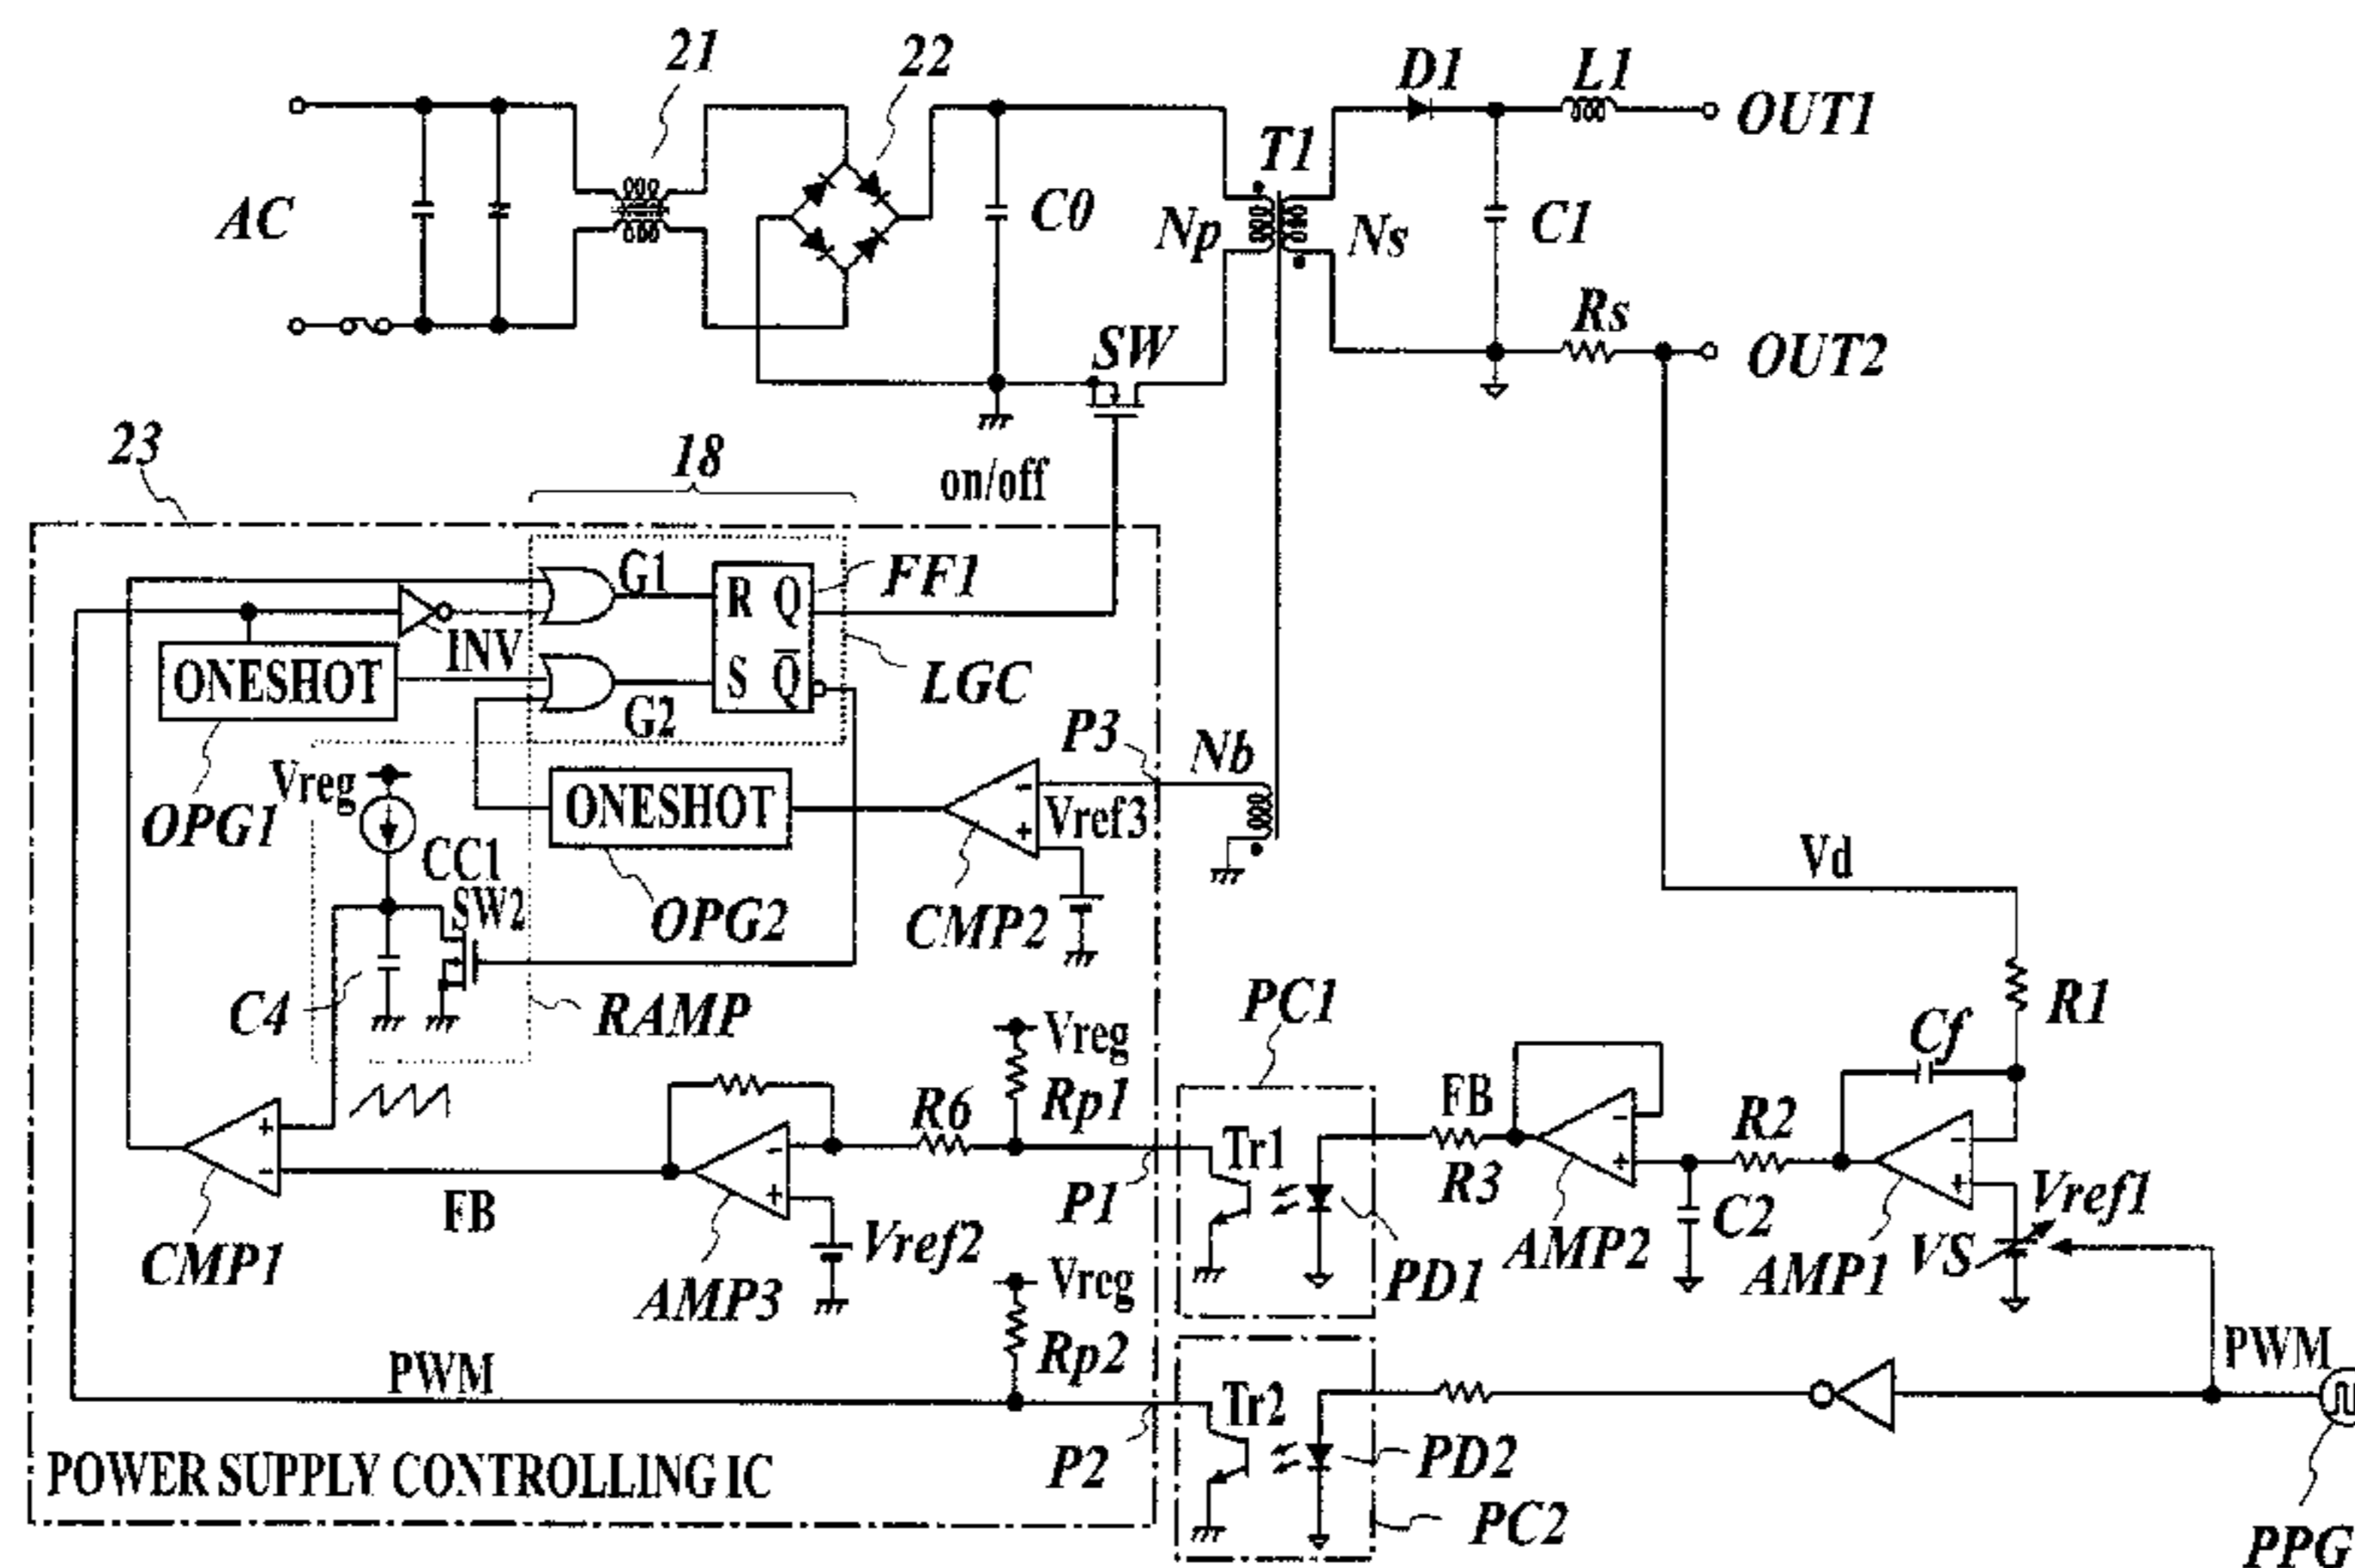 21
22
D1
L1
OUT1
T1
AC
C0
Np
Ns
C1
Rs
SW
OUT2
23
18
on/off
G1
FF1
R Q
INV
ONESHOT
S Q̅
LGC
G2
P3
Nb
Vreg
ONESHOT
Vref3
OPG1
CC1
Vd
SW2
OPG2
CMP2
C4
RAMP
PC1
R1
Vreg
Cf
Rp1
R6
FB
R2
Tr1
P1
R3
Vref1
FB
C2
CMP1
Vref2
AMP2
VS
AMP3
Vreg
PD1
AMP1
Rp2
PWM
PWM
Tr2
P2
PD2
POWER SUPPLY CONTROLLING IC
PC2
PPG